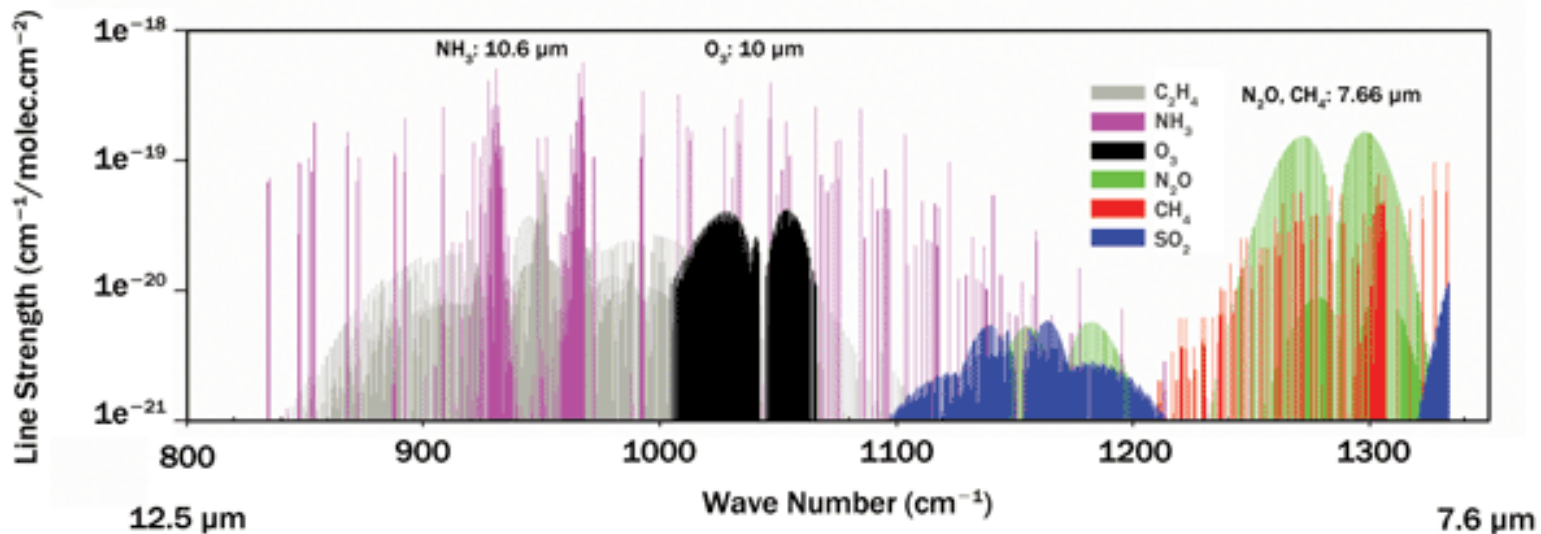 Line Strength (cm⁻¹/molec.cm⁻²)
1e⁻¹⁸
1e⁻¹⁹
1e⁻²⁰
1e⁻²¹
NH₃: 10.6 µm
O₃: 10 µm
N₂O, CH₄: 7.66 µm
C₂H₄
NH₃
O₃
N₂O
CH₄
SO₂
800 900 1000 1100 1200 1300
Wave Number (cm⁻¹)
12.5 µm 7.6 µm